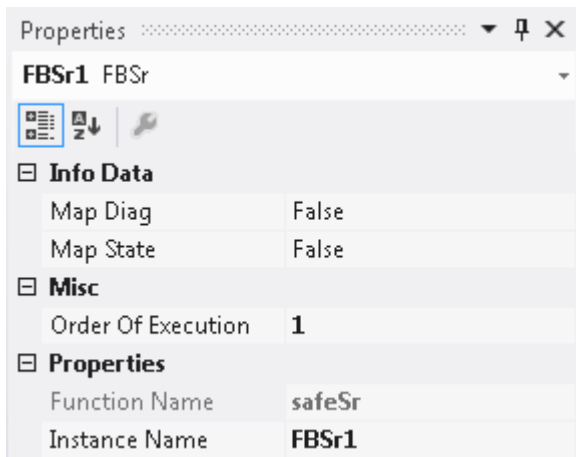 Properties
FBSr1 FBSr
Info Data
Map Diag False
Map State False
Misc
Order Of Execution 1
Properties
Function Name safeSr
Instance Name FBSr1